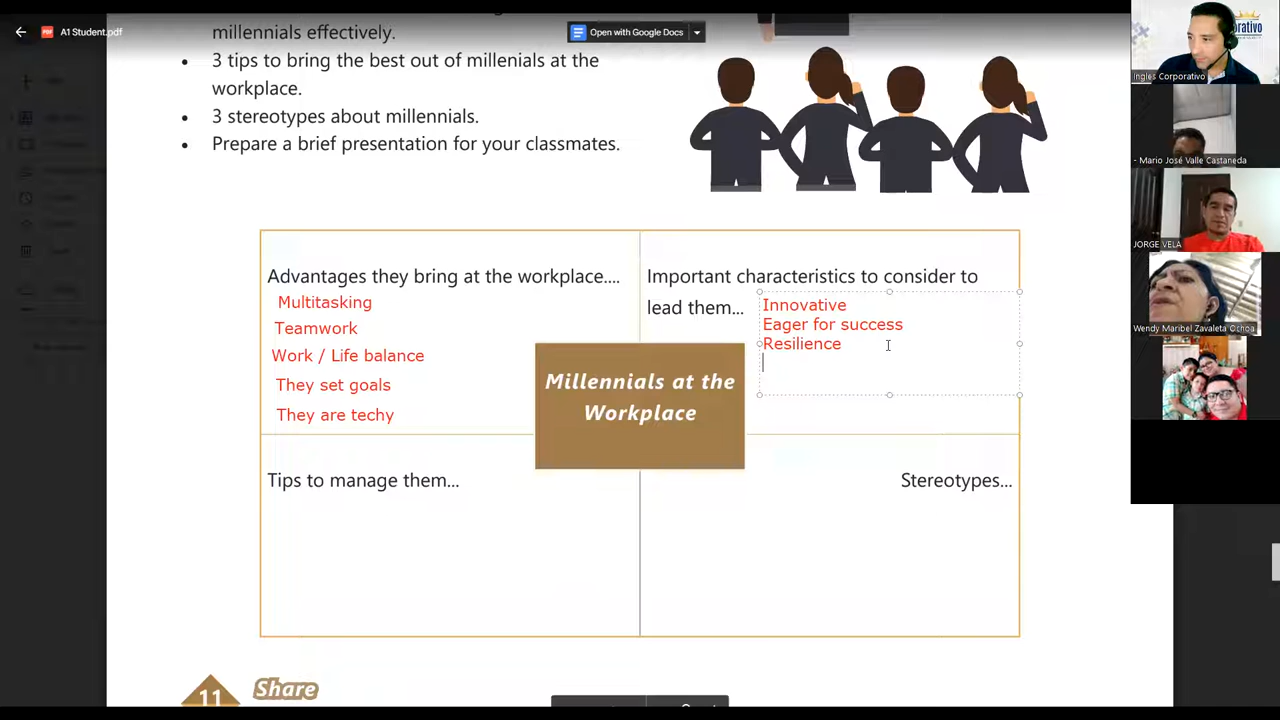 A1 Student.pdf
Open with Google Docs
millennials effectively.
3 tips to bring the best out of millenials at the
workplace.
3 stereotypes about millennials.
Prepare a brief presentation for your classmates.
Advantages they bring at the workplace....
Multitasking
Teamwork
Work / Life balance
They set goals
They are techy
Important characteristics to consider to
lead them...
Innovative
Eager for success
Resilience
Millennials at the
Workplace
Tips to manage them...
Stereotypes...
11
Share
Ingles Corporativo
- Mario José Valle Castaneda
JORGE VELA
Wendy Maribel Zavaleta Ochoa